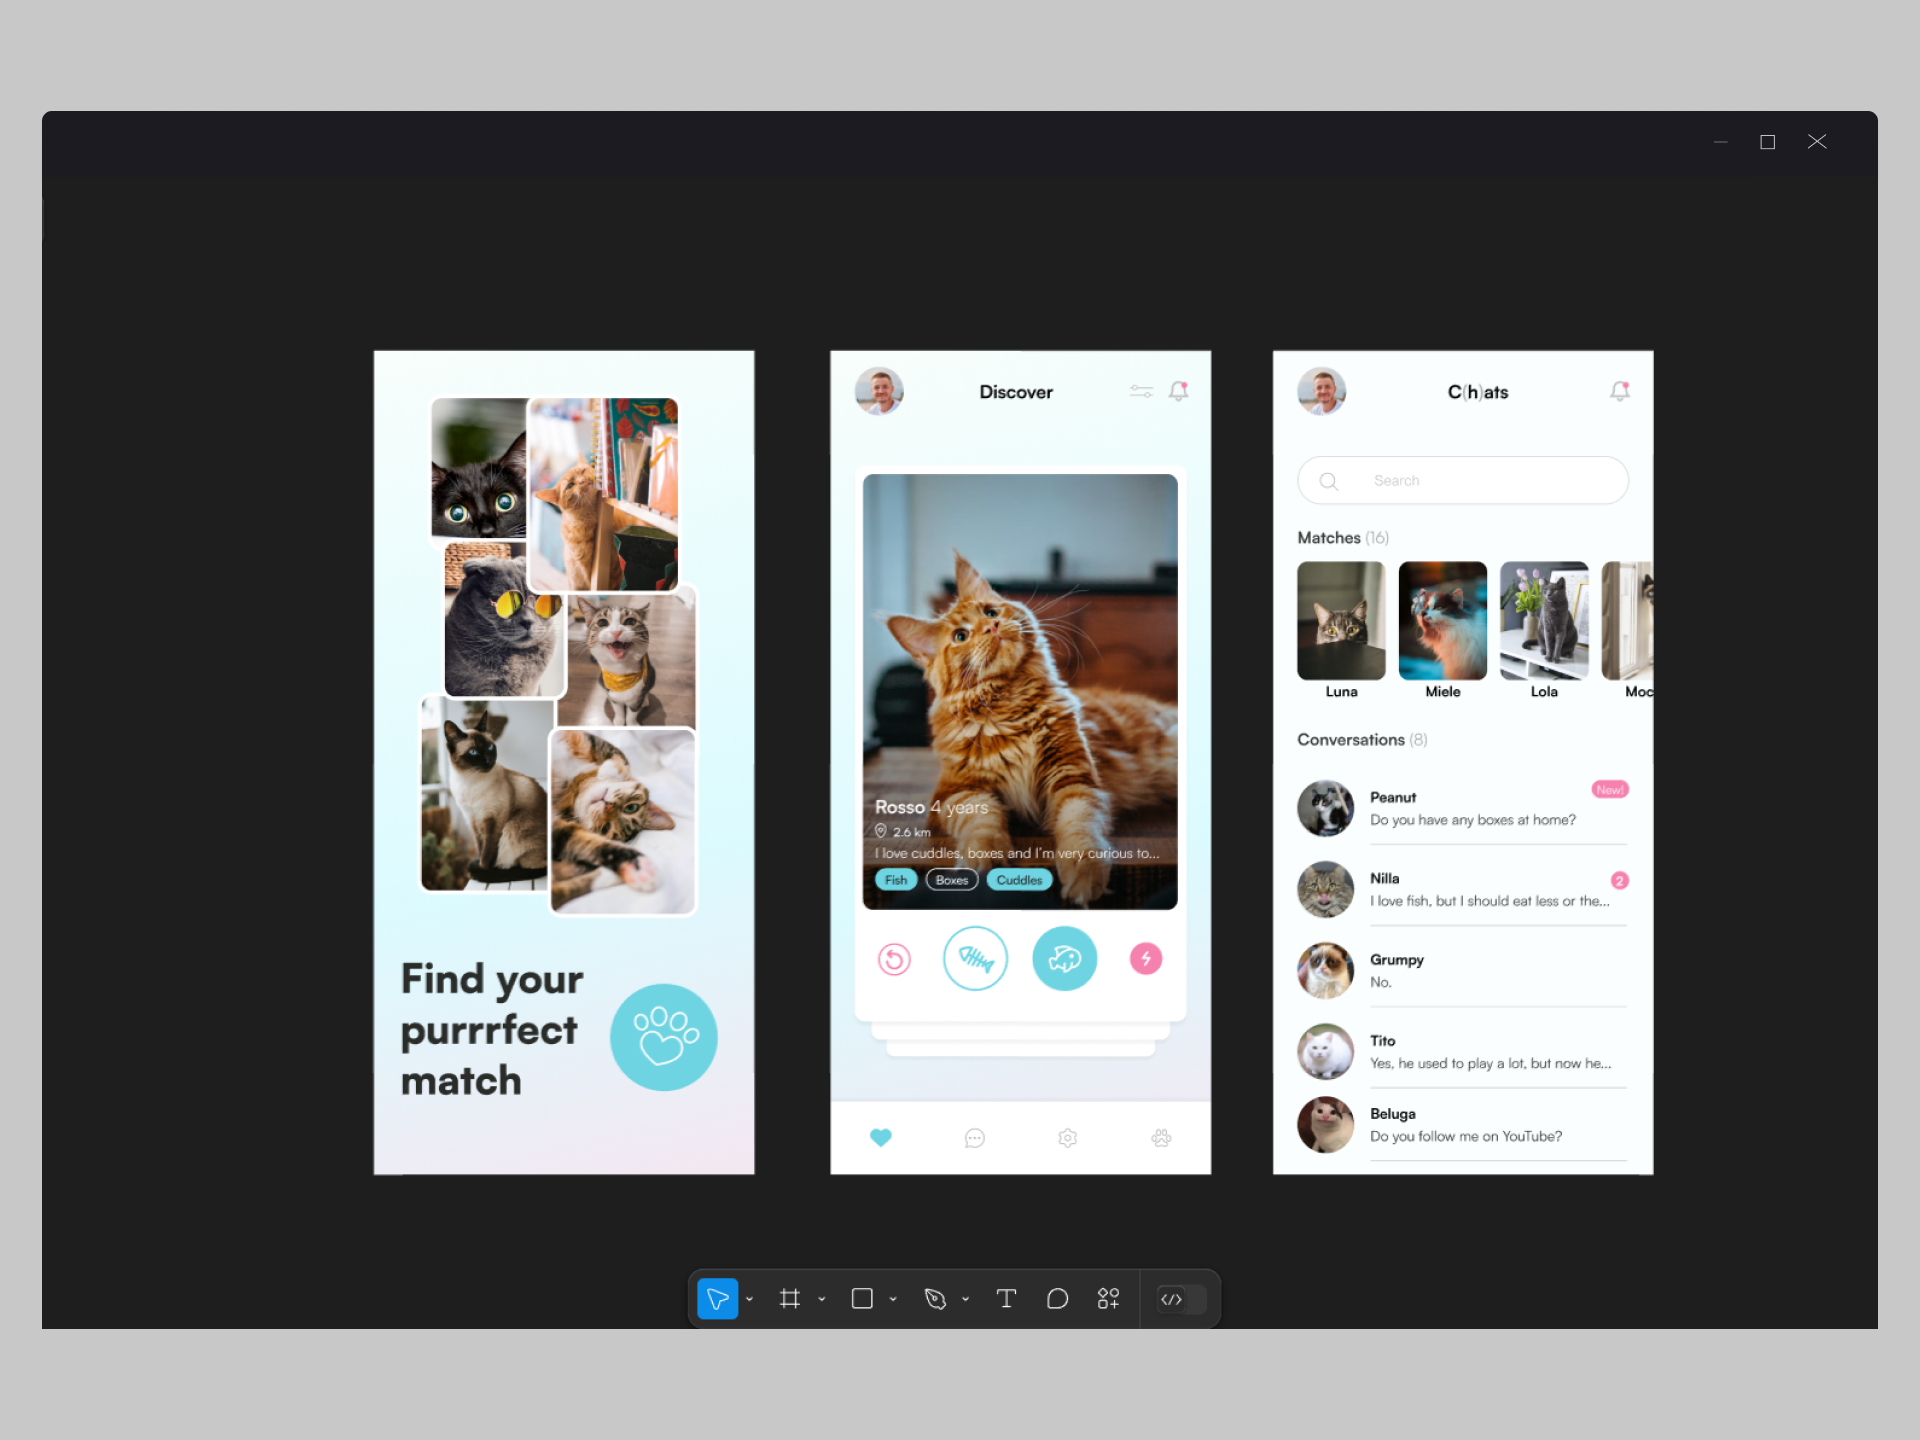 Find your
purrrfect
match
Discover
Rosso 4 years
2.6 km
I love cuddles, boxes and I'm very curious to...
Fish
Boxes
Cuddles
C(h)ats
Search
Matches (16)
Luna
Miele
Lola
Moc
Conversations (8)
Peanut
New!
Do you have any boxes at home?
Nilla
2
I love fish, but I should eat less or the...
Grumpy
No.
Tito
Yes, he used to play a lot, but now he...
Beluga
Do you follow me on YouTube?